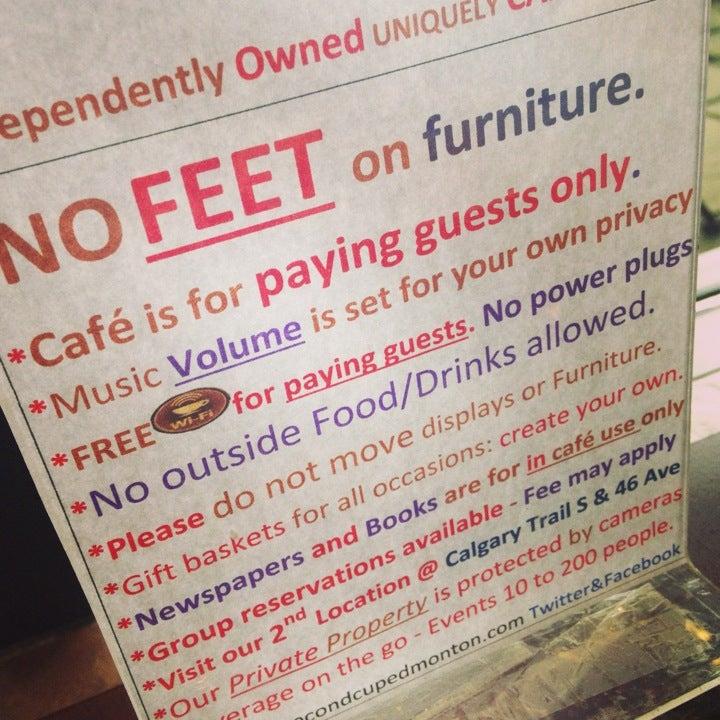 ependently Owned UNIQUELY CA
NO FEET on furniture.
*Café is for paying guests only.
*Music Volume is set for your own privacy
*FREE Wi-Fi for paying guests. No power plugs
*No outside Food/Drinks allowed.
*Please do not move displays or Furniture.
*Gift baskets for all occasions: create your own.
*Newspapers and Books are for in café use only
*Group reservations available - Fee may apply
*Visit our 2nd Location @ Calgary Trail S & 46 Ave
*Our Private Property is protected by cameras
verage on the go - Events 10 to 200 people.
econdcupedmonton.com Twitter&Facebook